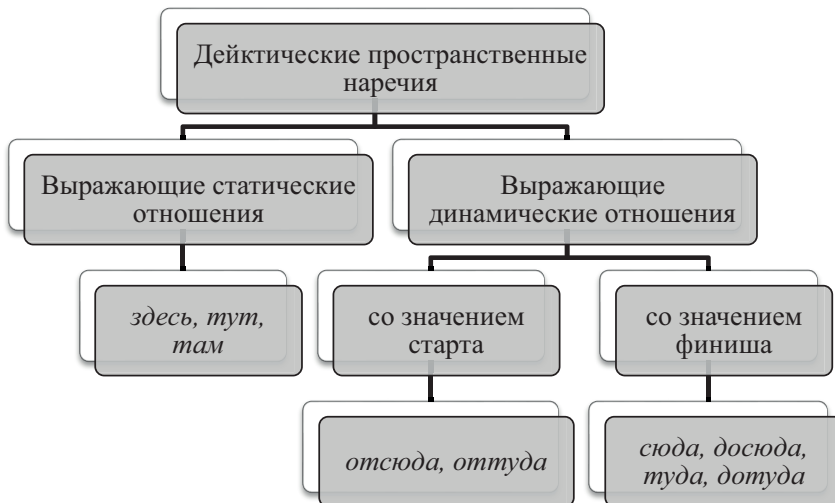 Дейктические пространственные
наречия
Выражающие статические
отношения
Выражающие
динамические отношения
здесь, тут,
там
со значением
старта
со значением
финиша
отсюда, оттуда
сюда, досюда,
туда, дотуда